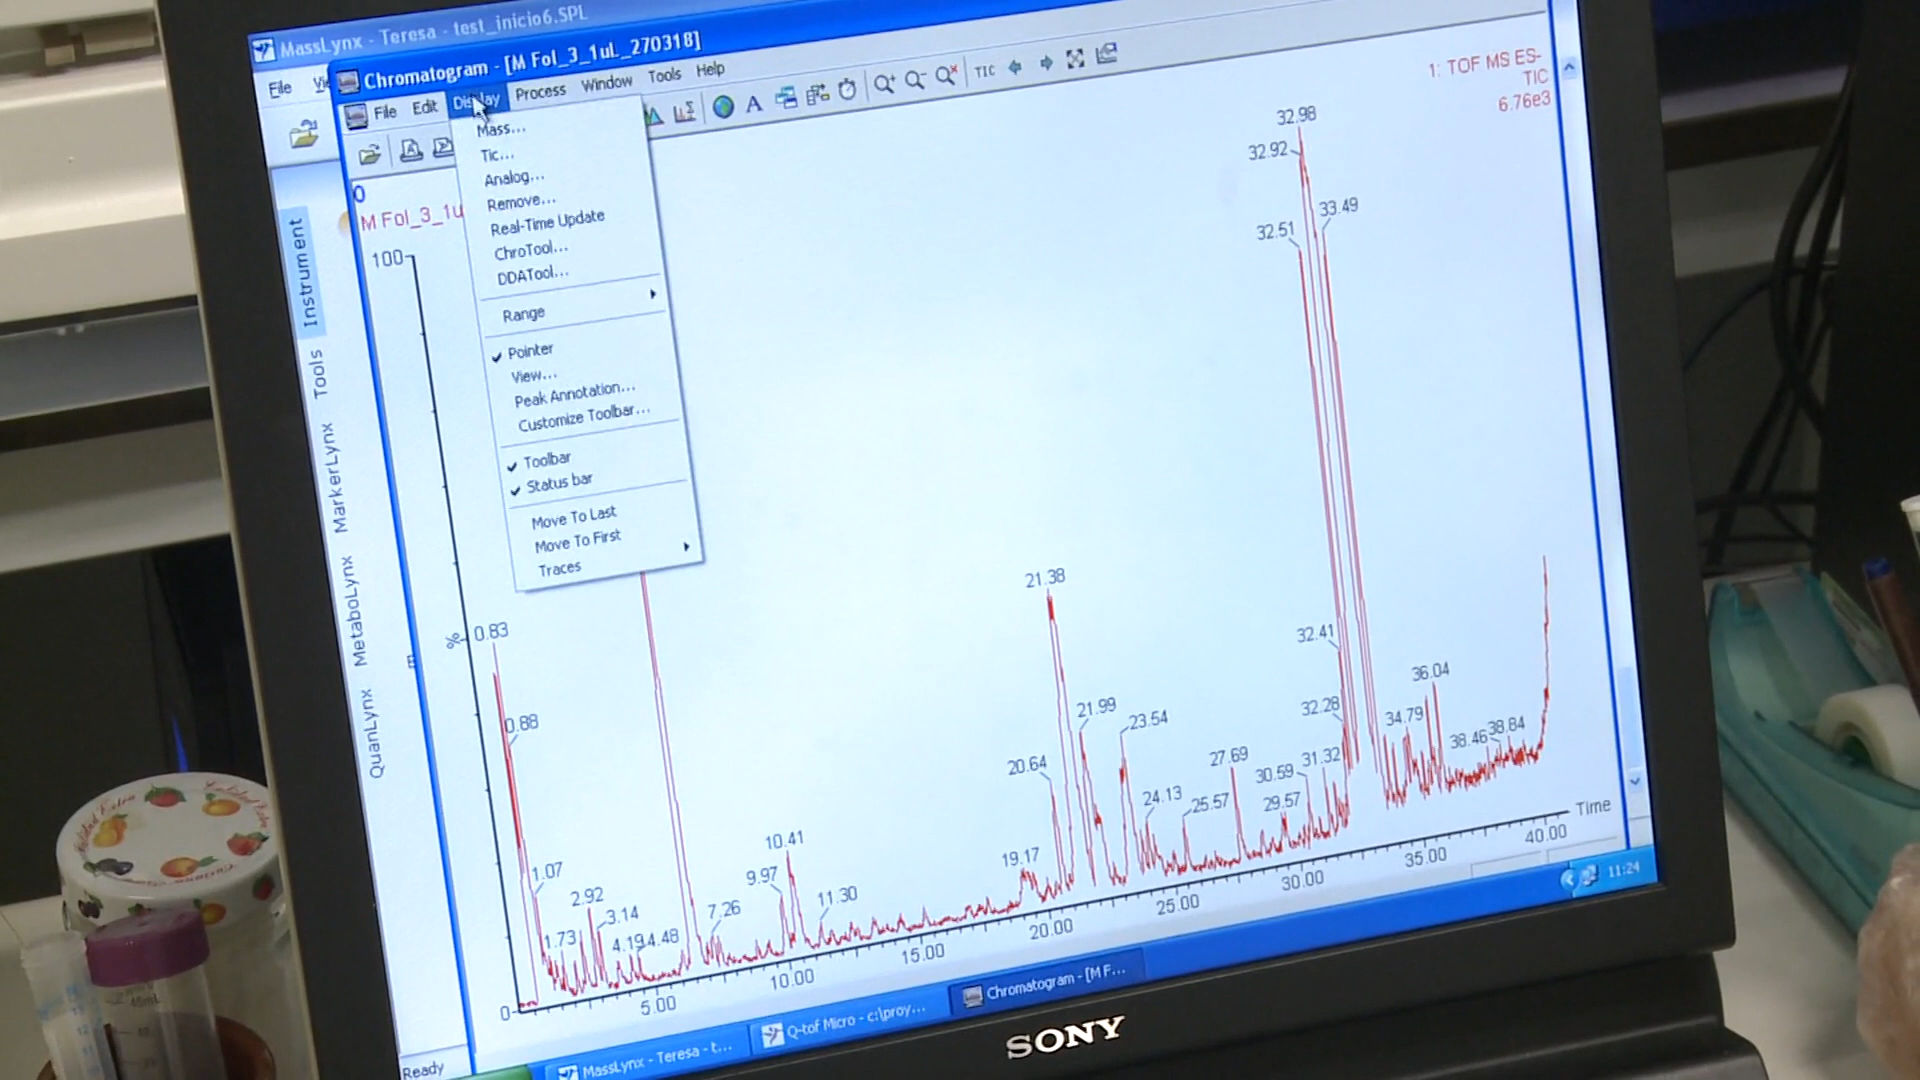 MassLynx - Teresa - test_inicio6.SPL
Chromatogram - [M Fol_3_1uL_270318]
File
File Edit Display Process Window Tools Help
TIC
1: TOF MS ES-
TIC
6.76e3
M Fol_3_1u
Mass...
Tic...
Analog...
Remove...
Real-Time Update
ChroTool...
DDATool...
Range
Pointer
View...
Peak Annotation...
Customize Toolbar...
Toolbar
Status bar
Move To Last
Move To First
Traces
Instrument
Tools
MarkerLynx
MetaboLynx
QuanLynx
100
%
0
0.83
0.88
1.07
1.73
2.92
3.14
4.19
4.48
7.26
9.97
10.41
11.30
19.17
20.64
21.38
21.99
23.54
24.13
25.57
27.69
29.57
30.59
31.32
32.28
32.41
32.51
32.92
32.98
33.49
34.79
36.04
38.46
38.84
5.00
10.00
15.00
20.00
25.00
30.00
35.00
40.00
Time
Ready
MassLynx - Teresa - t...
Q-tof Micro - c:\proy...
Chromatogram - [M F...
11:24
SONY